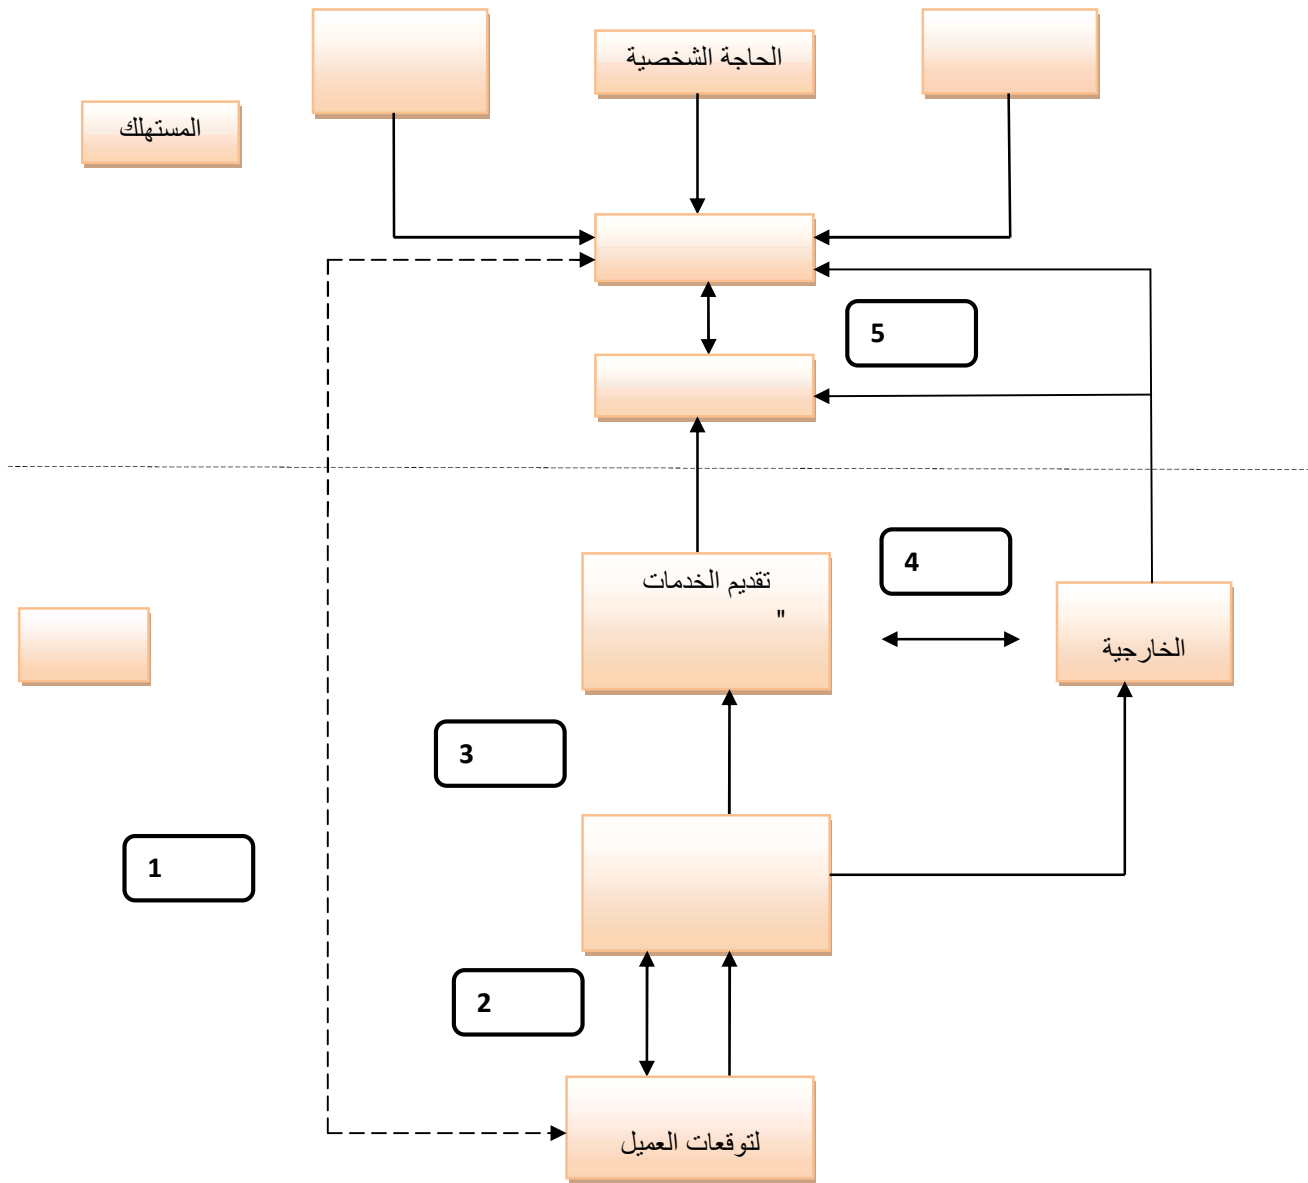 الحاجة الشخصية
المستهلك
5
تقديم الخدمات
"
4
الخارجية
3
1
2
لتوقعات العميل